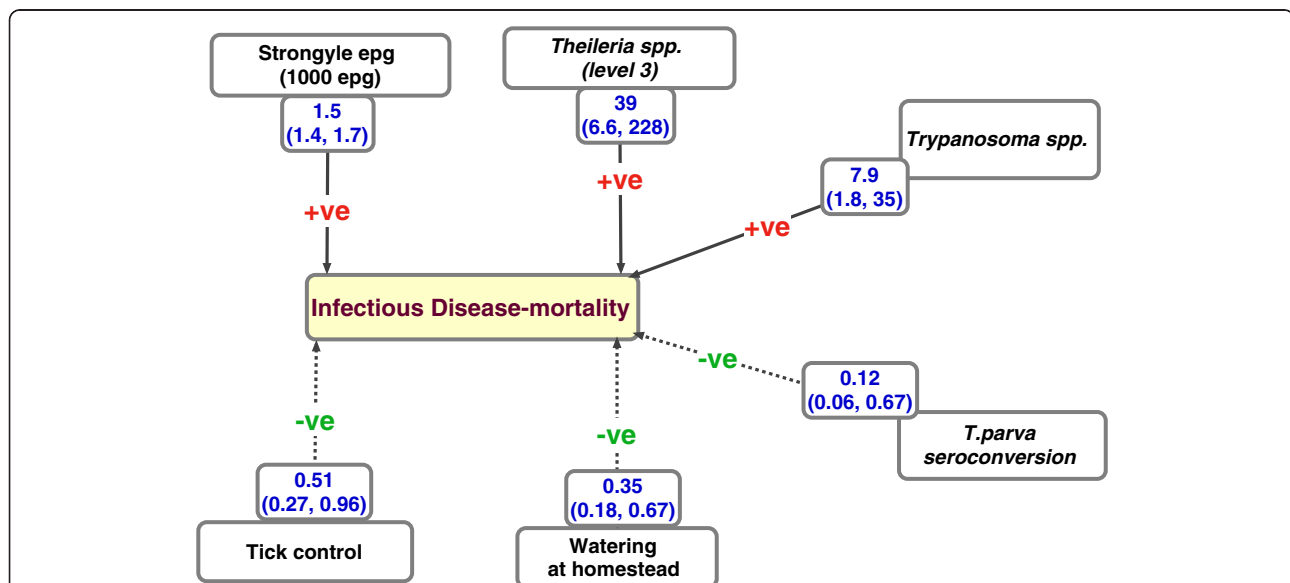 Strongyle epg
(1000 epg)
1.5
(1.4, 1.7)
+ve
Theileria spp.
(level 3)
39
(6.6, 228)
+ve
Trypanosoma spp.
7.9
(1.8, 35)
+ve
Infectious Disease-mortality
-ve
0.12
(0.06, 0.67)
T.parva
seroconversion
-ve
0.51
(0.27, 0.96)
Tick control
-ve
0.35
(0.18, 0.67)
Watering
at homestead